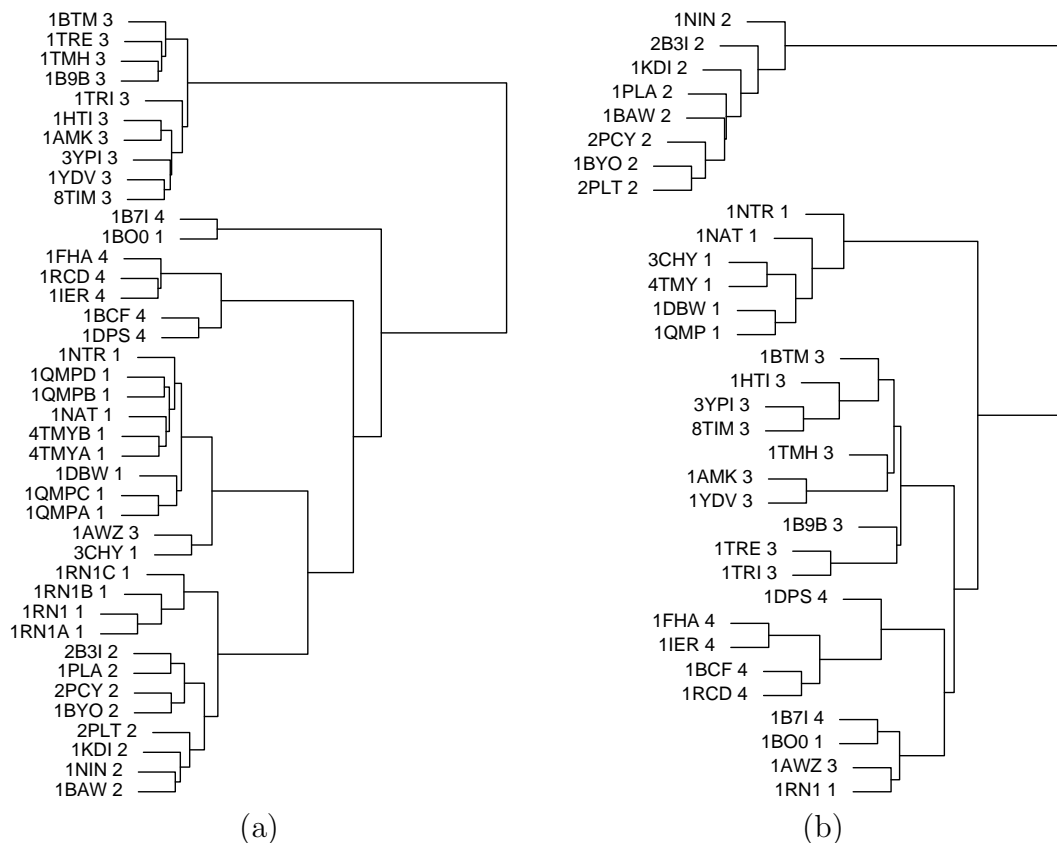 1BTM 3
1TRE 3
1TMH 3
1B9B 3
1TRI 3
1HTI 3
1AMK 3
3YPI 3
1YDV 3
8TIM 3
1B7I 4
1BO0 1
1FHA 4
1RCD 4
1IER 4
1BCF 4
1DPS 4
1NTR 1
1QMPD 1
1QMPB 1
1NAT 1
4TMYB 1
4TMYA 1
1DBW 1
1QMPC 1
1QMPA 1
1AWZ 3
3CHY 1
1RN1C 1
1RN1B 1
1RN1 1
1RN1A 1
2B3I 2
1PLA 2
2PCY 2
1BYO 2
2PLT 2
1KDI 2
1NIN 2
1BAW 2
(a)
1NIN 2
2B3I 2
1KDI 2
1PLA 2
1BAW 2
2PCY 2
1BYO 2
2PLT 2
1NTR 1
1NAT 1
3CHY 1
4TMY 1
1DBW 1
1QMP 1
1BTM 3
1HTI 3
3YPI 3
8TIM 3
1TMH 3
1AMK 3
1YDV 3
1B9B 3
1TRE 3
1TRI 3
1DPS 4
1FHA 4
1IER 4
1BCF 4
1RCD 4
1B7I 4
1BO0 1
1AWZ 3
1RN1 1
(b)